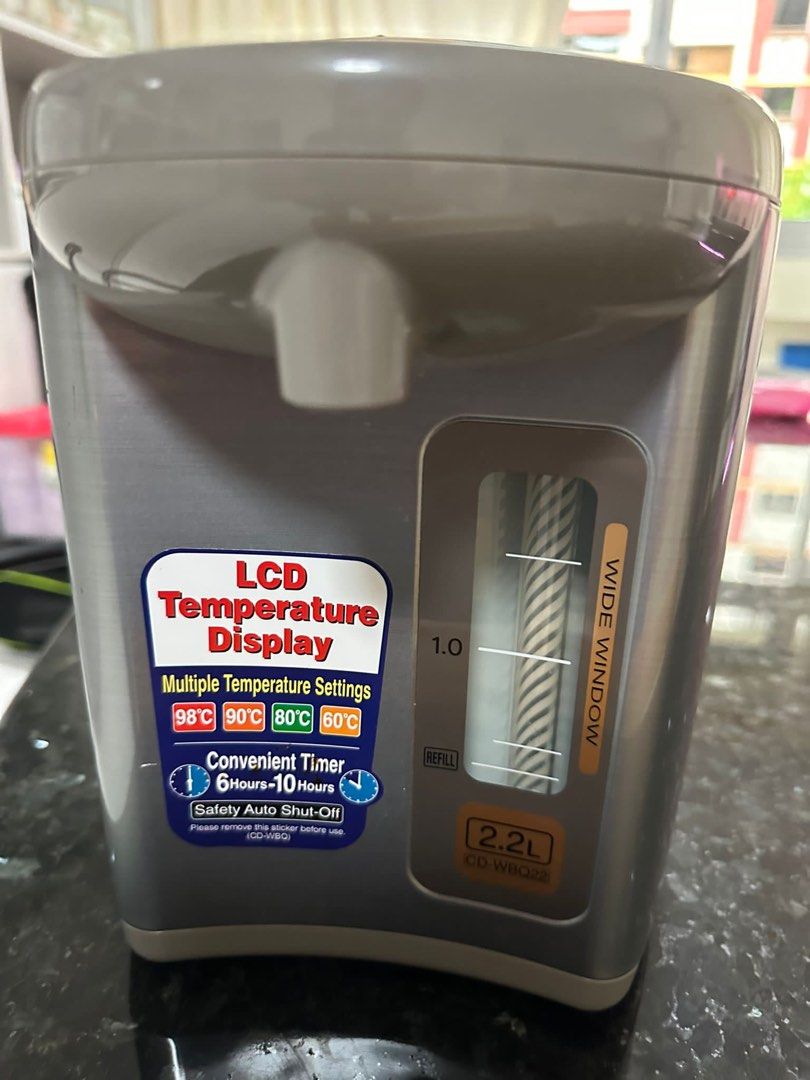 LCD
Temperature
Display
Multiple Temperature Settings
98°C 90°C 80°C 60°C
Convenient Timer
6Hours-10Hours
Safety Auto Shut-Off
Please remove this sticker before use.
(CD-WBQ)
1.0
REFILL
WIDE WINDOW
2.2L
CD-WBQ22